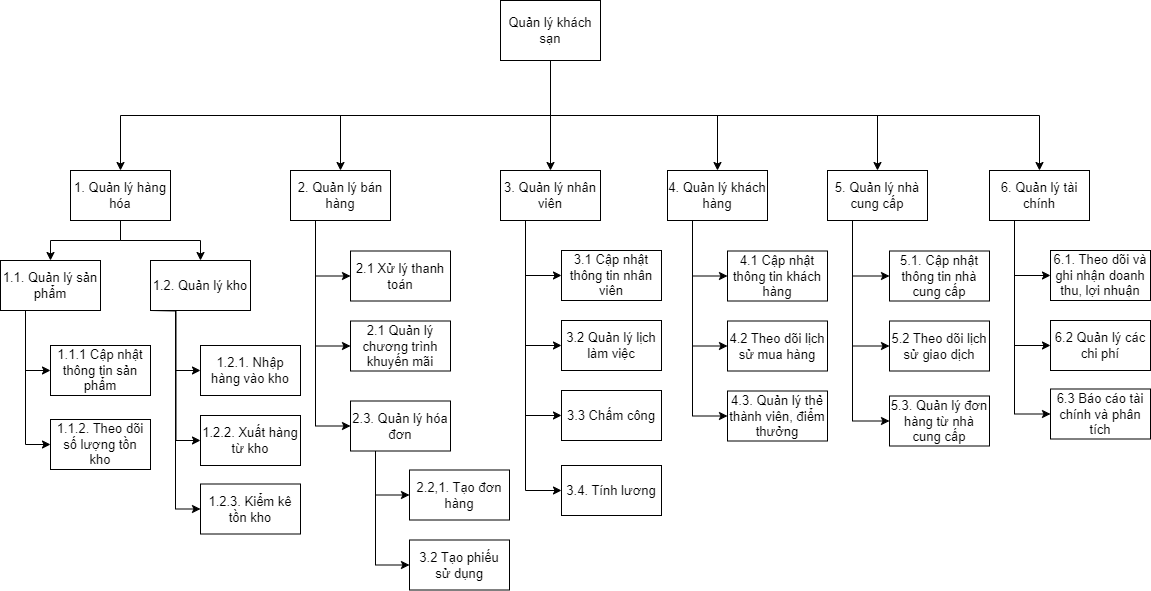 Quản lý khách
sạn
1. Quản lý hàng
hóa
2. Quản lý bán
hàng
3. Quản lý nhân
viên
4. Quản lý khách
hàng
5. Quản lý nhà
cung cấp
6. Quản lý tài
chính
1.1. Quản lý sản
phẩm
1.2. Quản lý kho
1.1.1 Cập nhật
thông tin sản
phẩm
1.1.2. Theo dõi
số lượng tồn
kho
1.2.1. Nhập
hàng vào kho
1.2.2. Xuất hàng
từ kho
1.2.3. Kiểm kê
tồn kho
2.1 Xử lý thanh
toán
2.1 Quản lý
chương trình
khuyến mãi
2.3. Quản lý hóa
đơn
2.2,1. Tạo đơn
hàng
3.2 Tạo phiếu
sử dụng
3.1 Cập nhật
thông tin nhân
viên
3.2 Quản lý lịch
làm việc
3.3 Chấm công
3.4. Tính lương
4.1 Cập nhật
thông tin khách
hàng
4.2 Theo dõi lịch
sử mua hàng
4.3. Quản lý thẻ
thành viên, điểm
thưởng
5.1. Cập nhật
thông tin nhà
cung cấp
5.2 Theo dõi lịch
sử giao dịch
5.3. Quản lý đơn
hàng từ nhà
cung cấp
6.1. Theo dõi và
ghi nhận doanh
thu, lợi nhuận
6.2 Quản lý các
chi phí
6.3 Báo cáo tài
chính và phân
tích